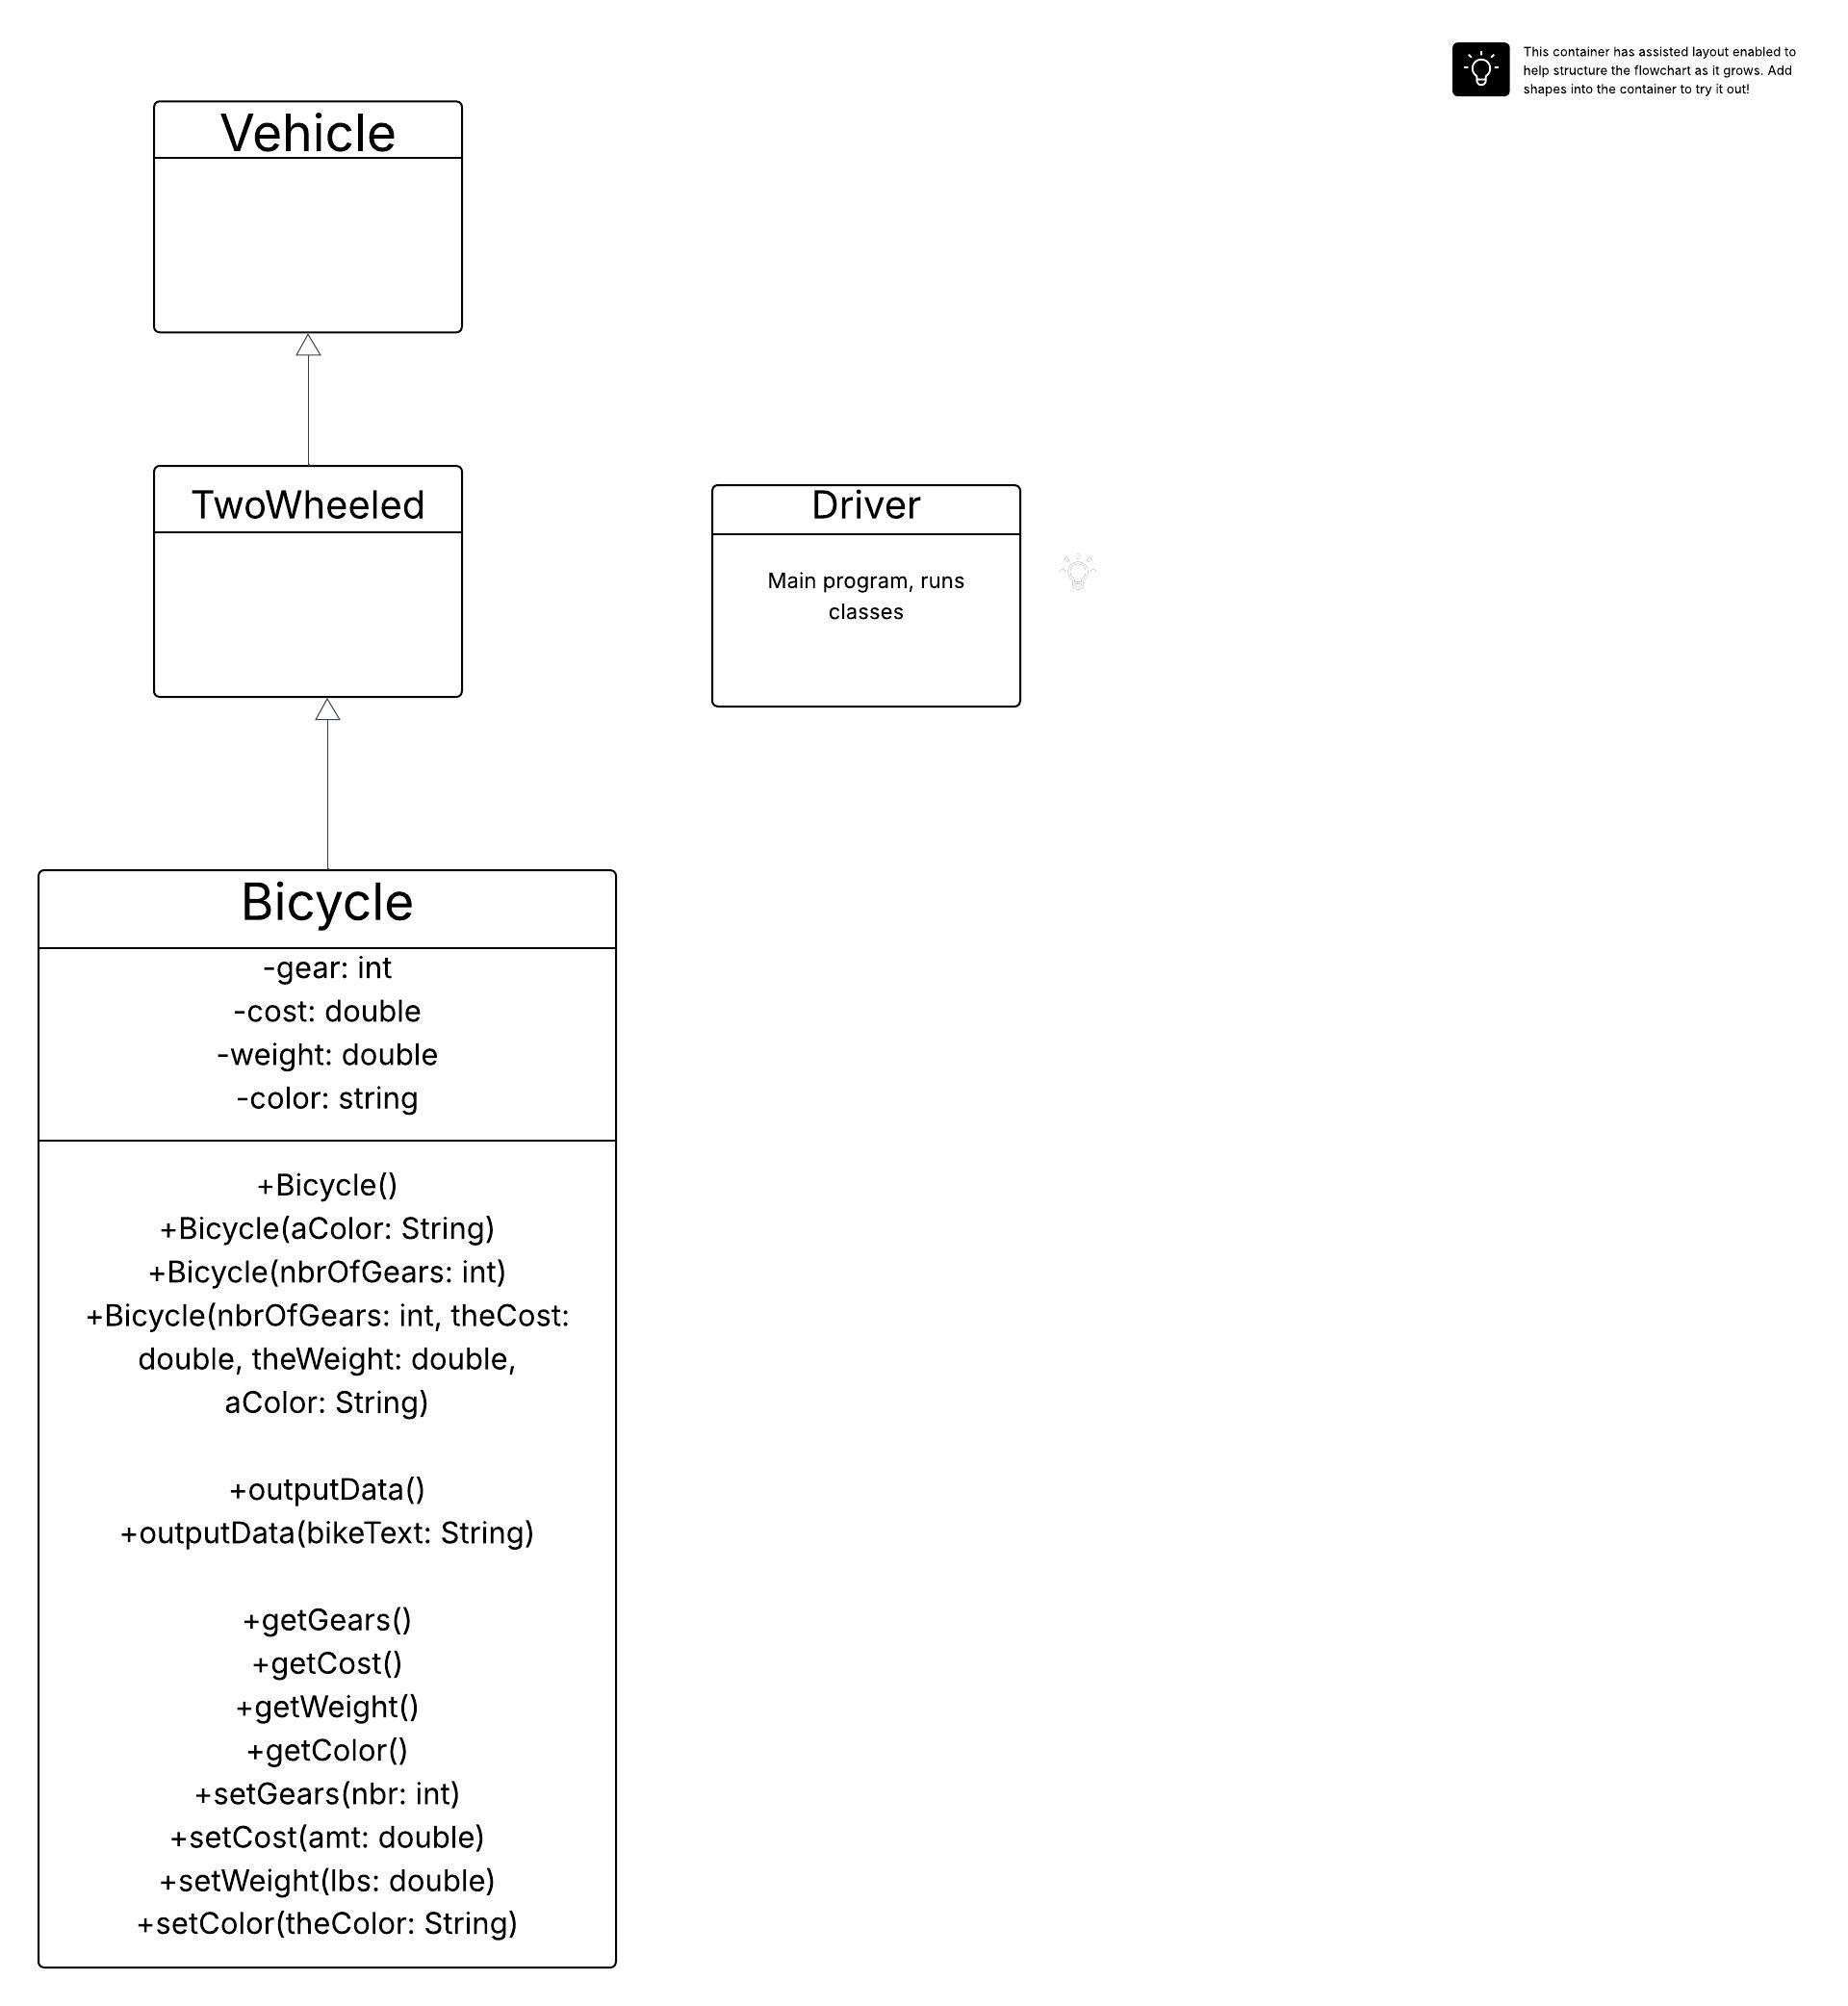 This container has assisted layout enabled to
help structure the flowchart as it grows. Add
shapes into the container to try it out!
Vehicle
TwoWheeled
Driver
Main program, runs
classes
Bicycle
-gear: int
-cost: double
-weight: double
-color: string
+Bicycle()
+Bicycle(aColor: String)
+Bicycle(nbrOfGears: int)
+Bicycle(nbrOfGears: int, theCost:
double, theWeight: double,
aColor: String)
+outputData()
+outputData(bikeText: String)
+getGears()
+getCost()
+getWeight()
+getColor()
+setGears(nbr: int)
+setCost(amt: double)
+setWeight(lbs: double)
+setColor(theColor: String)